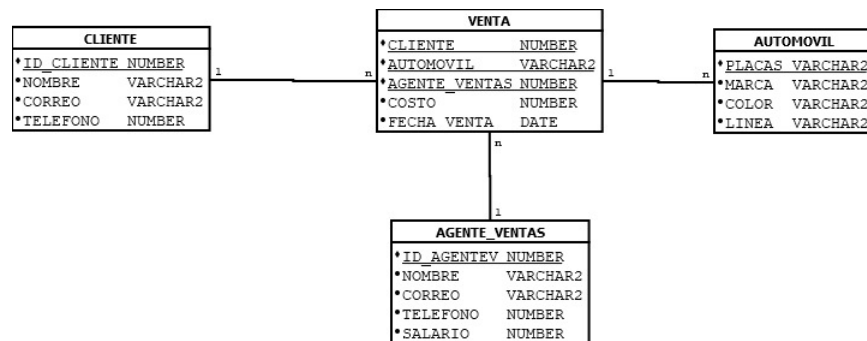 CLIENTE
ID_CLIENTE NUMBER
NOMBRE VARCHAR2
CORREO VARCHAR2
TELEFONO NUMBER
1
n
VENTA
CLIENTE NUMBER
AUTOMOVIL VARCHAR2
AGENTE_VENTAS NUMBER
COSTO NUMBER
FECHA VENTA DATE
1
n
AUTOMOVIL
PLACAS VARCHAR2
MARCA VARCHAR2
COLOR VARCHAR2
LINEA VARCHAR2
n
1
AGENTE_VENTAS
ID_AGENTEV NUMBER
NOMBRE VARCHAR2
CORREO VARCHAR2
TELEFONO NUMBER
SALARIO NUMBER